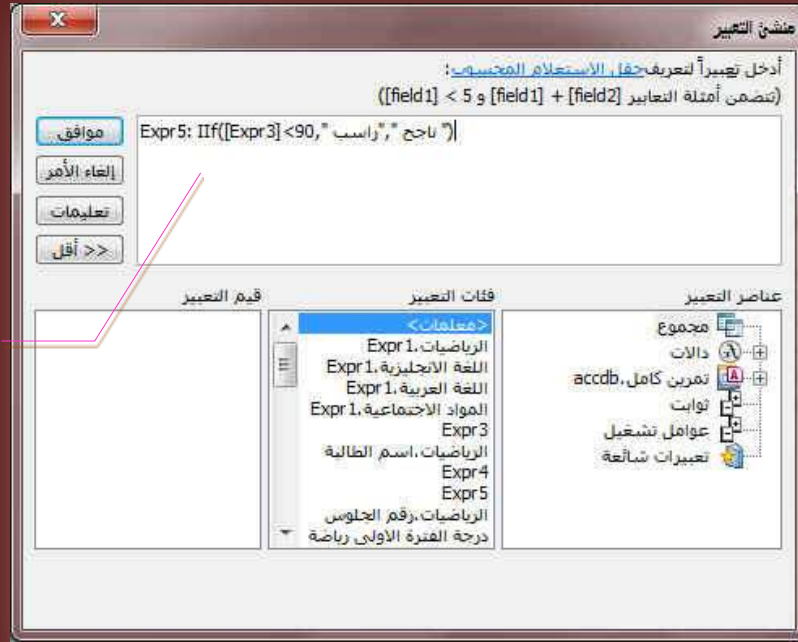 منشئ التعبير
أدخل تعبيراً لتعريف حقل الاستعلام المحسوب:
(تتضمن أمثلة التعابير [field1] + [field2] و [field1] < 5)
Expr5: IIf([Expr3]<90," راسب"," ناجح ")
موافق
إلغاء الأمر
تعليمات
<< أقل
عناصر التعبير
مجموع
دالات
تمرين كامل.accdb
ثوابت
عوامل تشغيل
تعبيرات شائعة
فئات التعبير
<معلمات>
الرياضيات.Expr1
اللغة الانجليزية.Expr1
اللغة العربية.Expr1
المواد الاجتماعية.Expr1
Expr3
الرياضيات.اسم الطالبة
Expr4
Expr5
الرياضيات.رقم الجلوس
درجة الفترة الاولى رياضة
قيم التعبير